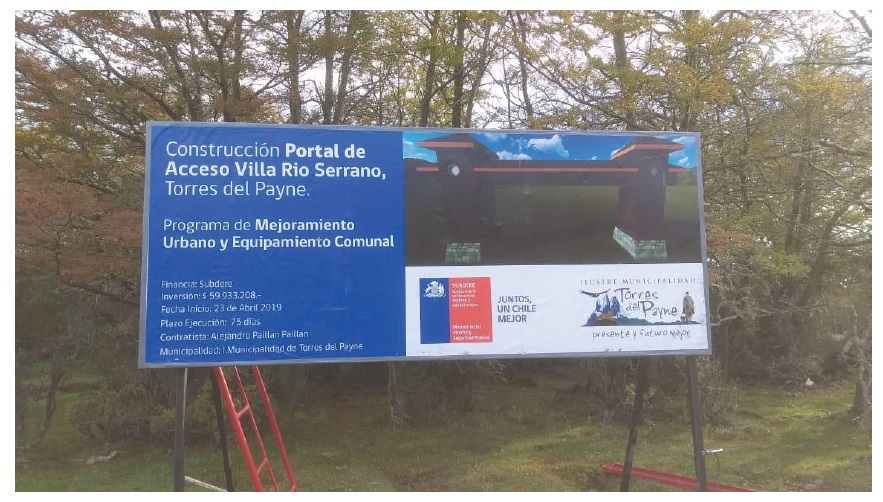 Construcción Portal de
Acceso Villa Rio Serrano,
Torres del Payne.
Programa de Mejoramiento
Urbano y Equipamiento Comunal
Financia: Subdere
Inversión: $ 59.933.208.-
Fecha Inicio: 23 de Abril 2019
Plazo Ejecución: 75 días
Contratista: Alejandro Paillan Paillan
Municipalidad: I.Municipalidad de Torres del Payne
SUBDERE
JUNTOS,
UN CHILE
MEJOR
ILUSTRE MUNICIPALIDAD
Torres
del Payne
presente y futuro mejor